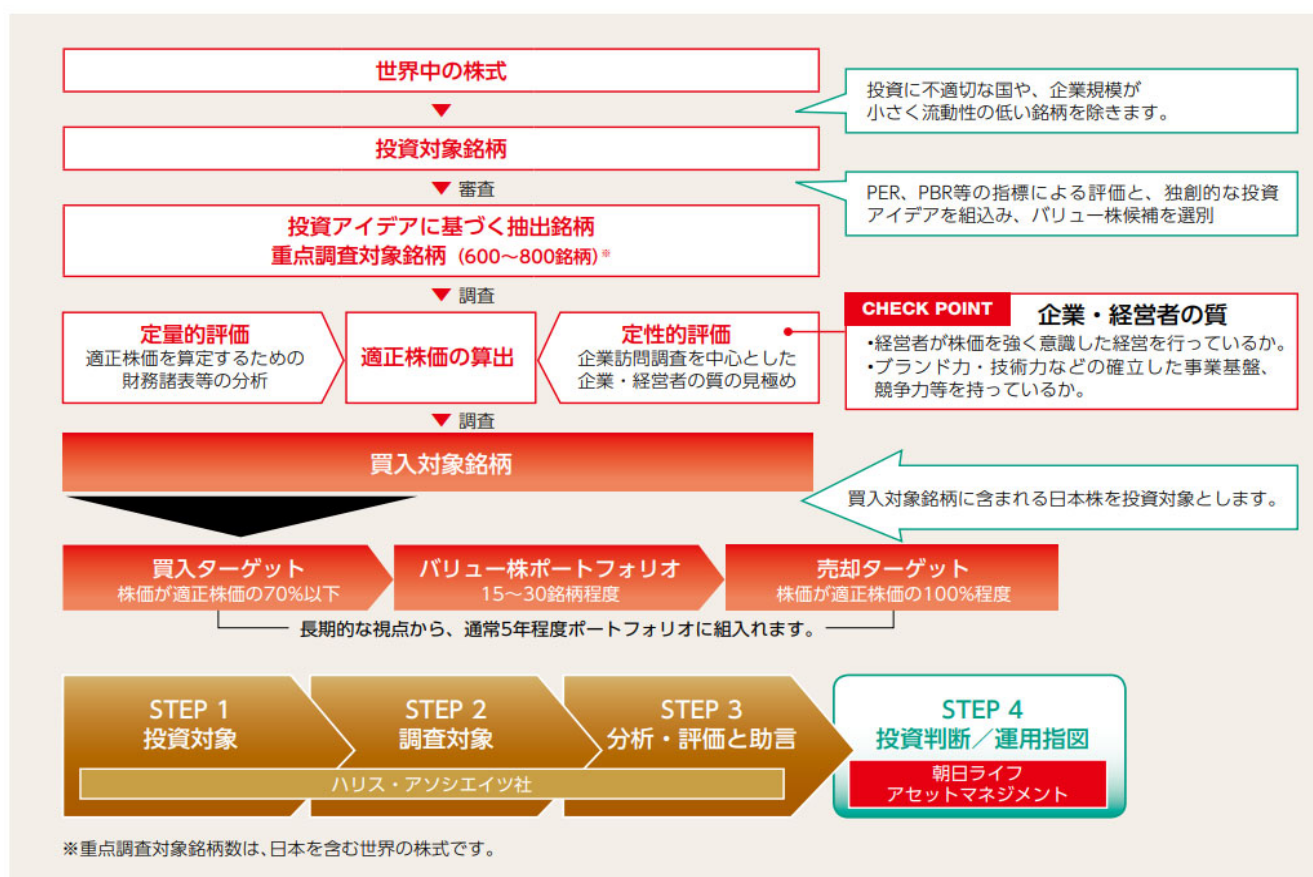 世界中の株式
投資に不適切な国や、企業規模が
小さく流動性の低い銘柄を除きます。
▼
投資対象銘柄
▼ 審査
PER、PBR等の指標による評価と、独創的な投資
アイデアを組込み、バリュー株候補を選別
投資アイデアに基づく抽出銘柄
重点調査対象銘柄（600〜800銘柄）※
▼ 調査
定量的評価
適正株価を算定するための
財務諸表等の分析
適正株価の算出
定性的評価
企業訪問調査を中心とした
企業・経営者の質の見極め
CHECK POINT 企業・経営者の質
・経営者が株価を強く意識した経営を行っているか。
・ブランド力・技術力などの確立した事業基盤、
競争力等を持っているか。
▼ 調査
買入対象銘柄
買入対象銘柄に含まれる日本株を投資対象とします。
買入ターゲット
株価が適正株価の70%以下
バリュー株ポートフォリオ
15〜30銘柄程度
売却ターゲット
株価が適正株価の100%程度
長期的な視点から、通常5年程度ポートフォリオに組入れます。
STEP 1
投資対象
STEP 2
調査対象
STEP 3
分析・評価と助言
ハリス・アソシエイツ社
STEP 4
投資判断／運用指図
朝日ライフ
アセットマネジメント
※重点調査対象銘柄数は、日本を含む世界の株式です。